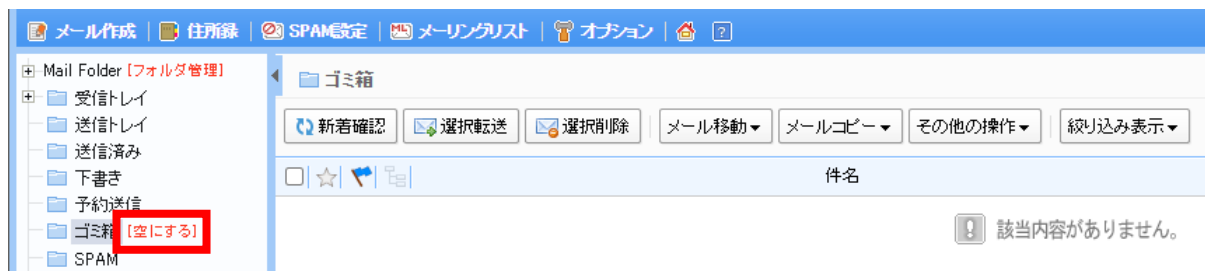 メール作成 住所録 SPAM設定 メーリングリスト オプション
Mail Folder [フォルダ管理]
受信トレイ
送信トレイ
送信済み
下書き
予約送信
ゴミ箱 [空にする]
SPAM
ゴミ箱
新着確認 選択転送 選択削除 メール移動▼ メールコピー▼ その他の操作▼ 絞り込み表示▼
件名
該当内容がありません。